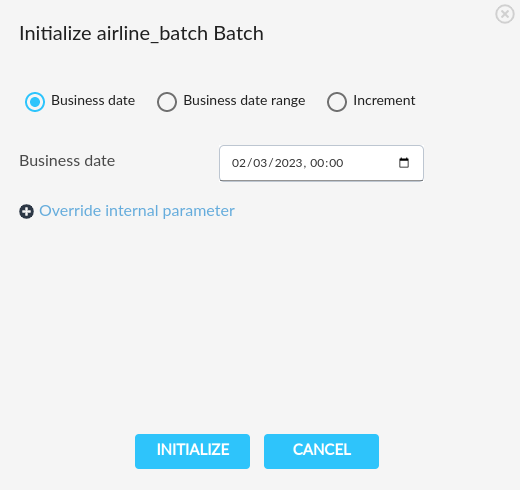 Initialize airline_batch Batch
Business date Business date range Increment
Business date 02/03/2023, 00:00
Override internal parameter
INITIALIZE CANCEL